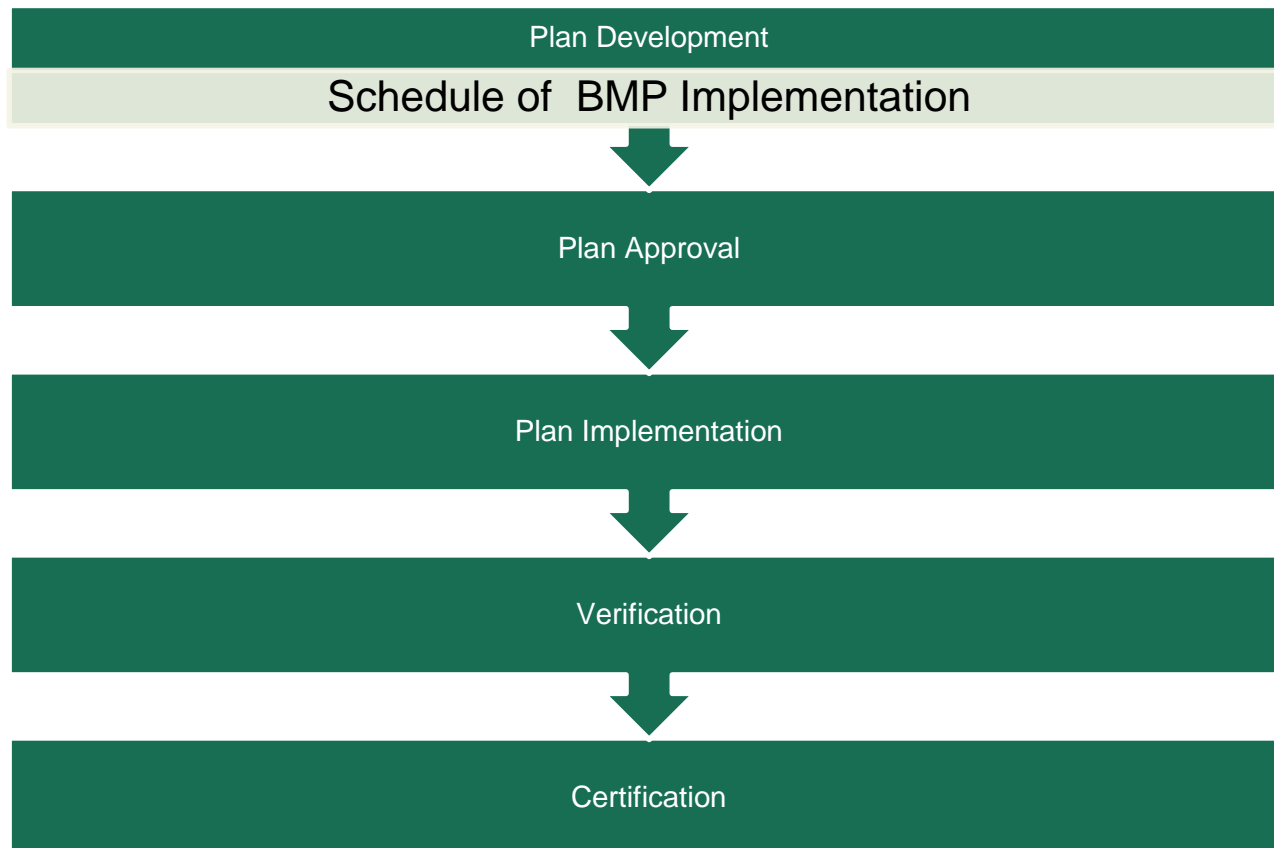 Plan Development
Schedule of  BMP Implementation
Plan Approval
Plan Implementation
Verification
Certification